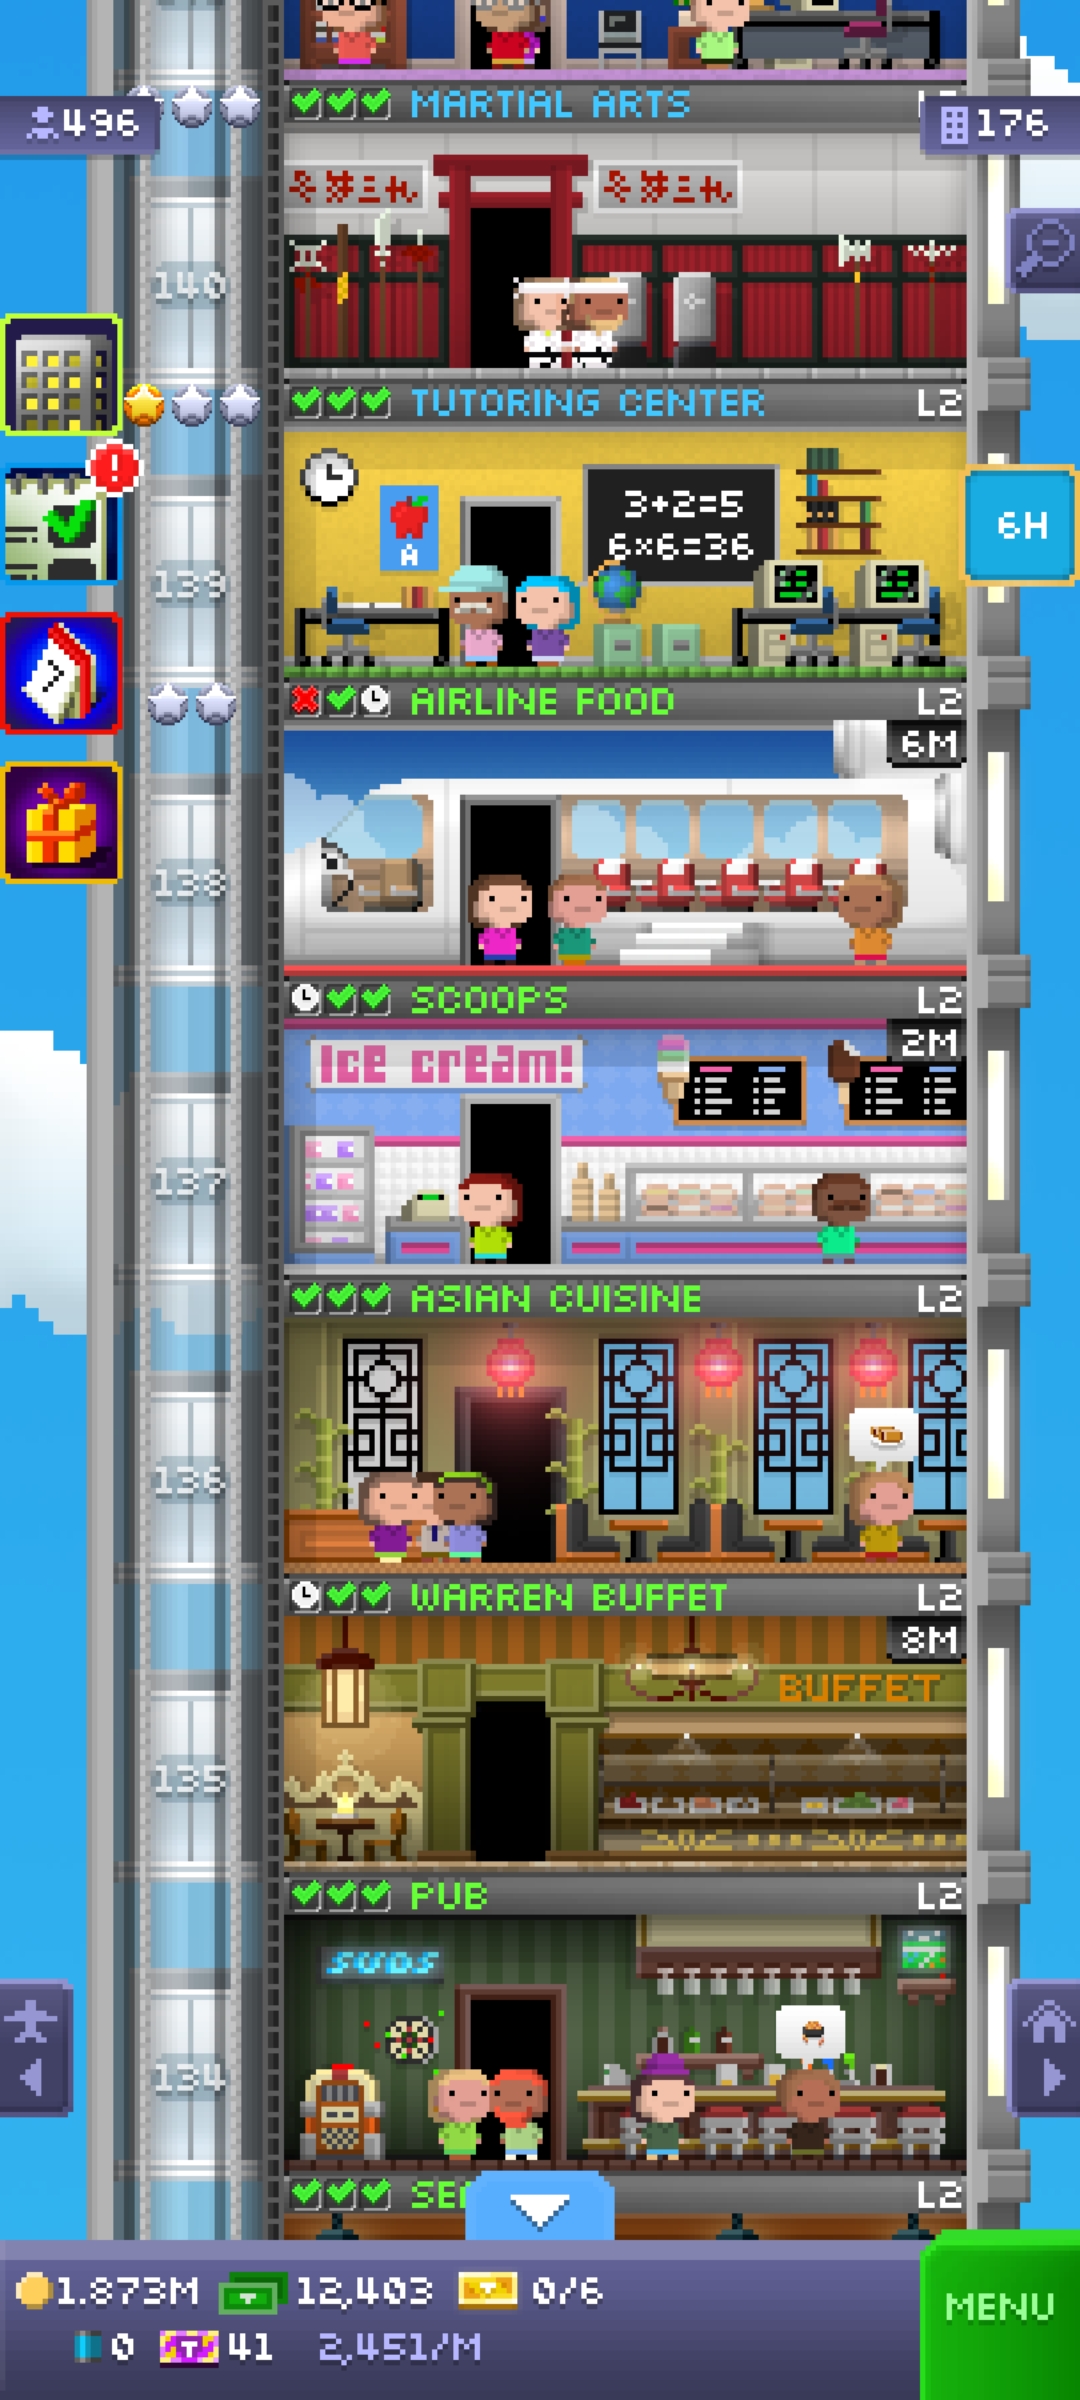 MARTIAL ARTS
496
176
140
TUTORING CENTER L2
3+2=5
6×6=36
A
6H
139
AIRLINE FOOD L2
6M
138
SCOOPS L2
2M
Ice cream!
137
ASIAN CUISINE L2
136
WARREN BUFFET L2
8M
BUFFET
135
PUB L2
SUDS
134
L2
1.873M 12,403 0/6
0 T 41 2,451/M
MENU